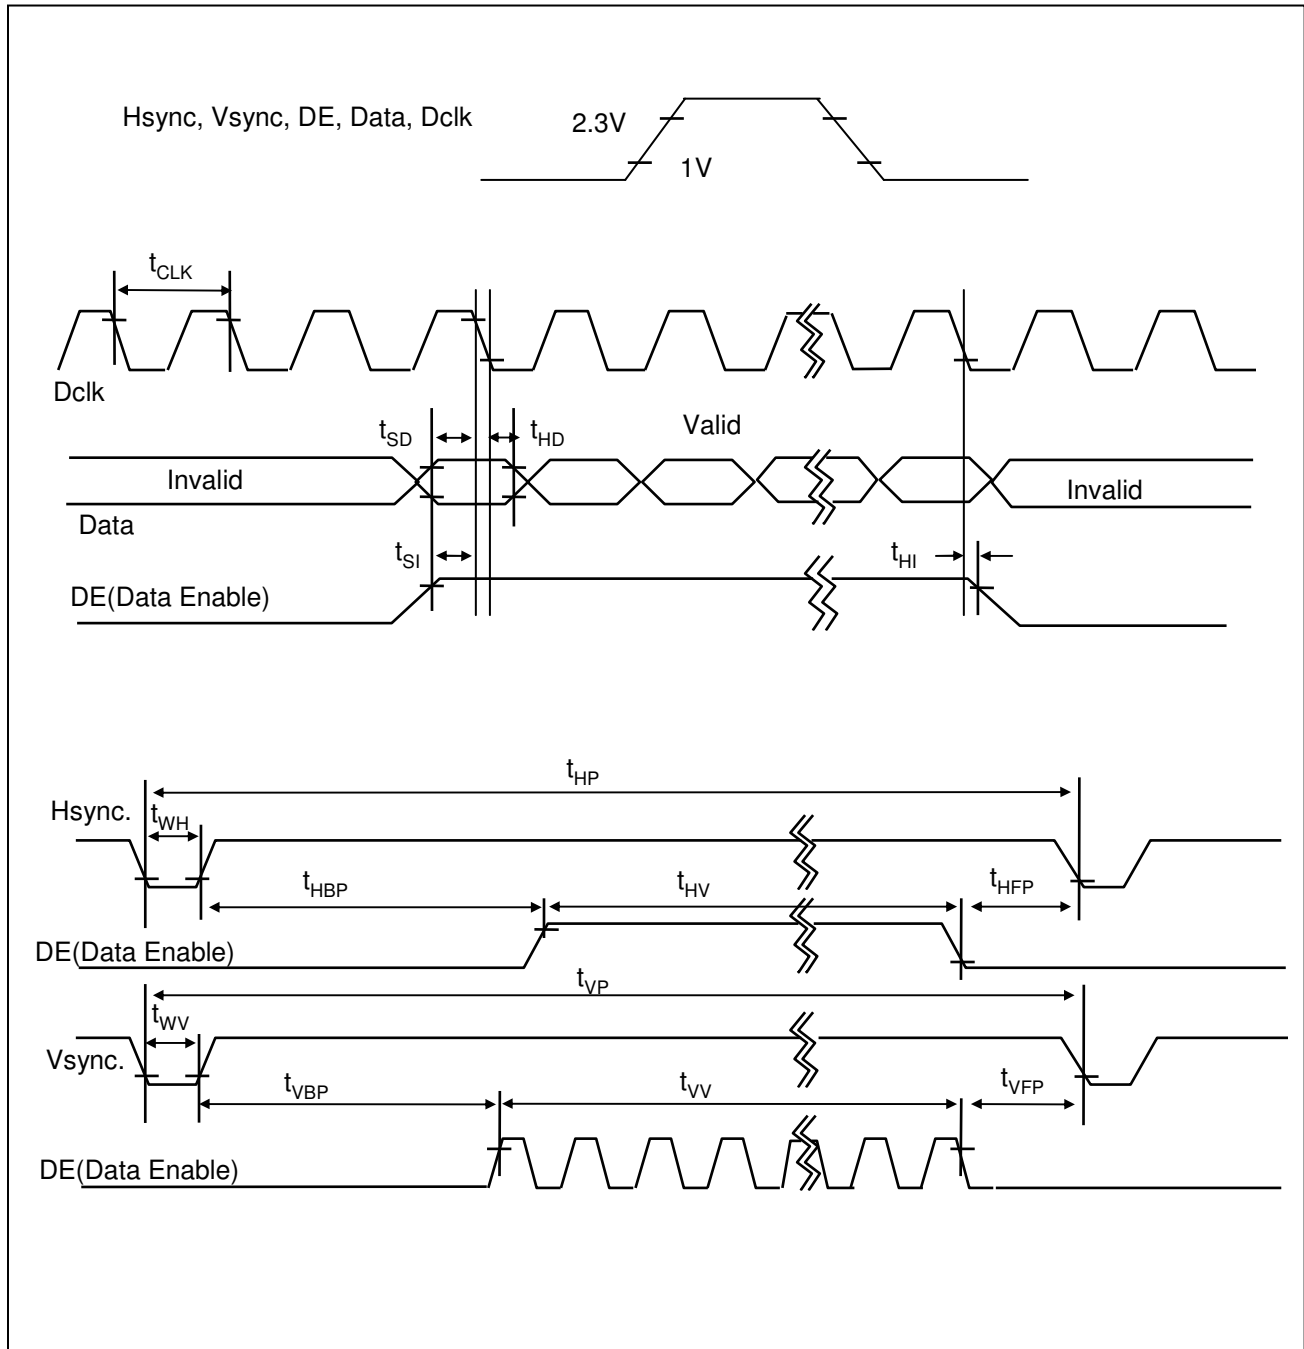 Hsync, Vsync, DE, Data, Dclk
2.3V
1V
tCLK
Dclk
tSD
tHD
Valid
Invalid
Invalid
Data
tSI
tHI
DE(Data Enable)
tHP
Hsync.
tWH
tHBP
tHV
tHFP
DE(Data Enable)
tVP
tWV
Vsync.
tVBP
tVV
tVFP
DE(Data Enable)